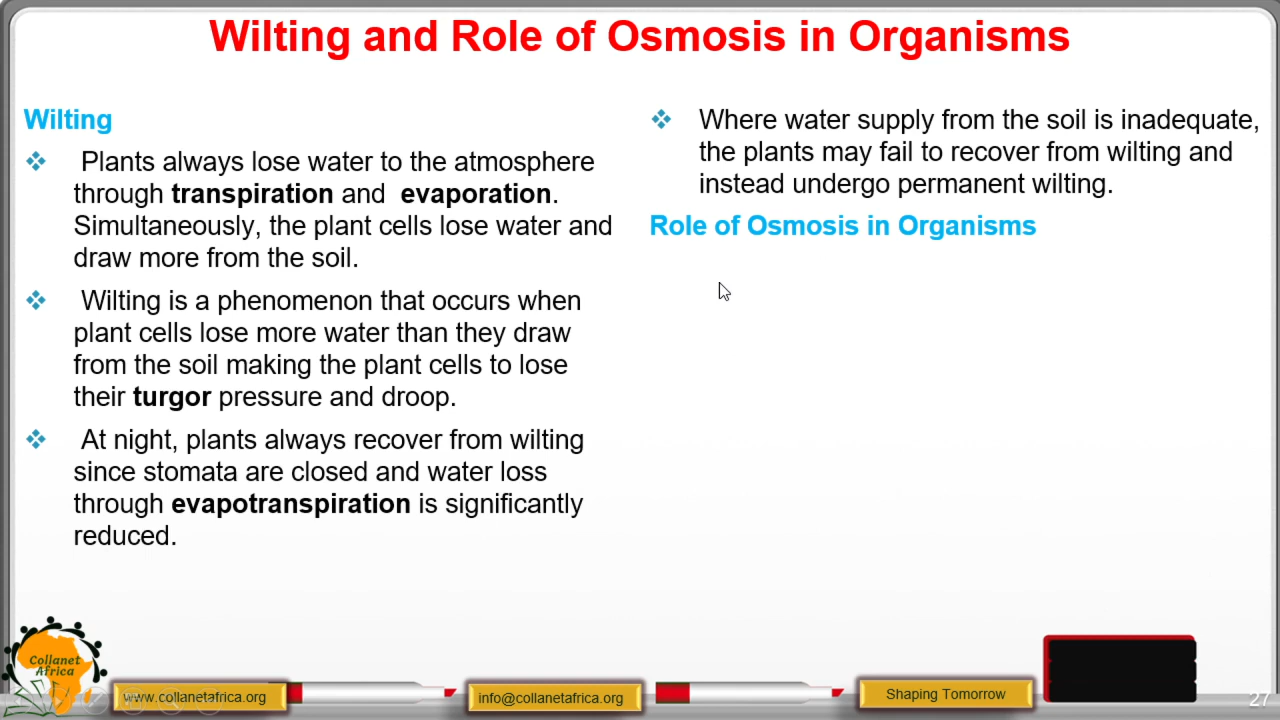 Wilting and Role of Osmosis in Organisms
Wilting
Plants always lose water to the atmosphere
through transpiration and evaporation.
Simultaneously, the plant cells lose water and
draw more from the soil.
Wilting is a phenomenon that occurs when
plant cells lose more water than they draw
from the soil making the plant cells to lose
their turgor pressure and droop.
At night, plants always recover from wilting
since stomata are closed and water loss
through evapotranspiration is significantly
reduced.
Where water supply from the soil is inadequate,
the plants may fail to recover from wilting and
instead undergo permanent wilting.
Role of Osmosis in Organisms
Collanet
Africa
www.collanetafrica.org
info@collanetafrica.org
Shaping Tomorrow
27